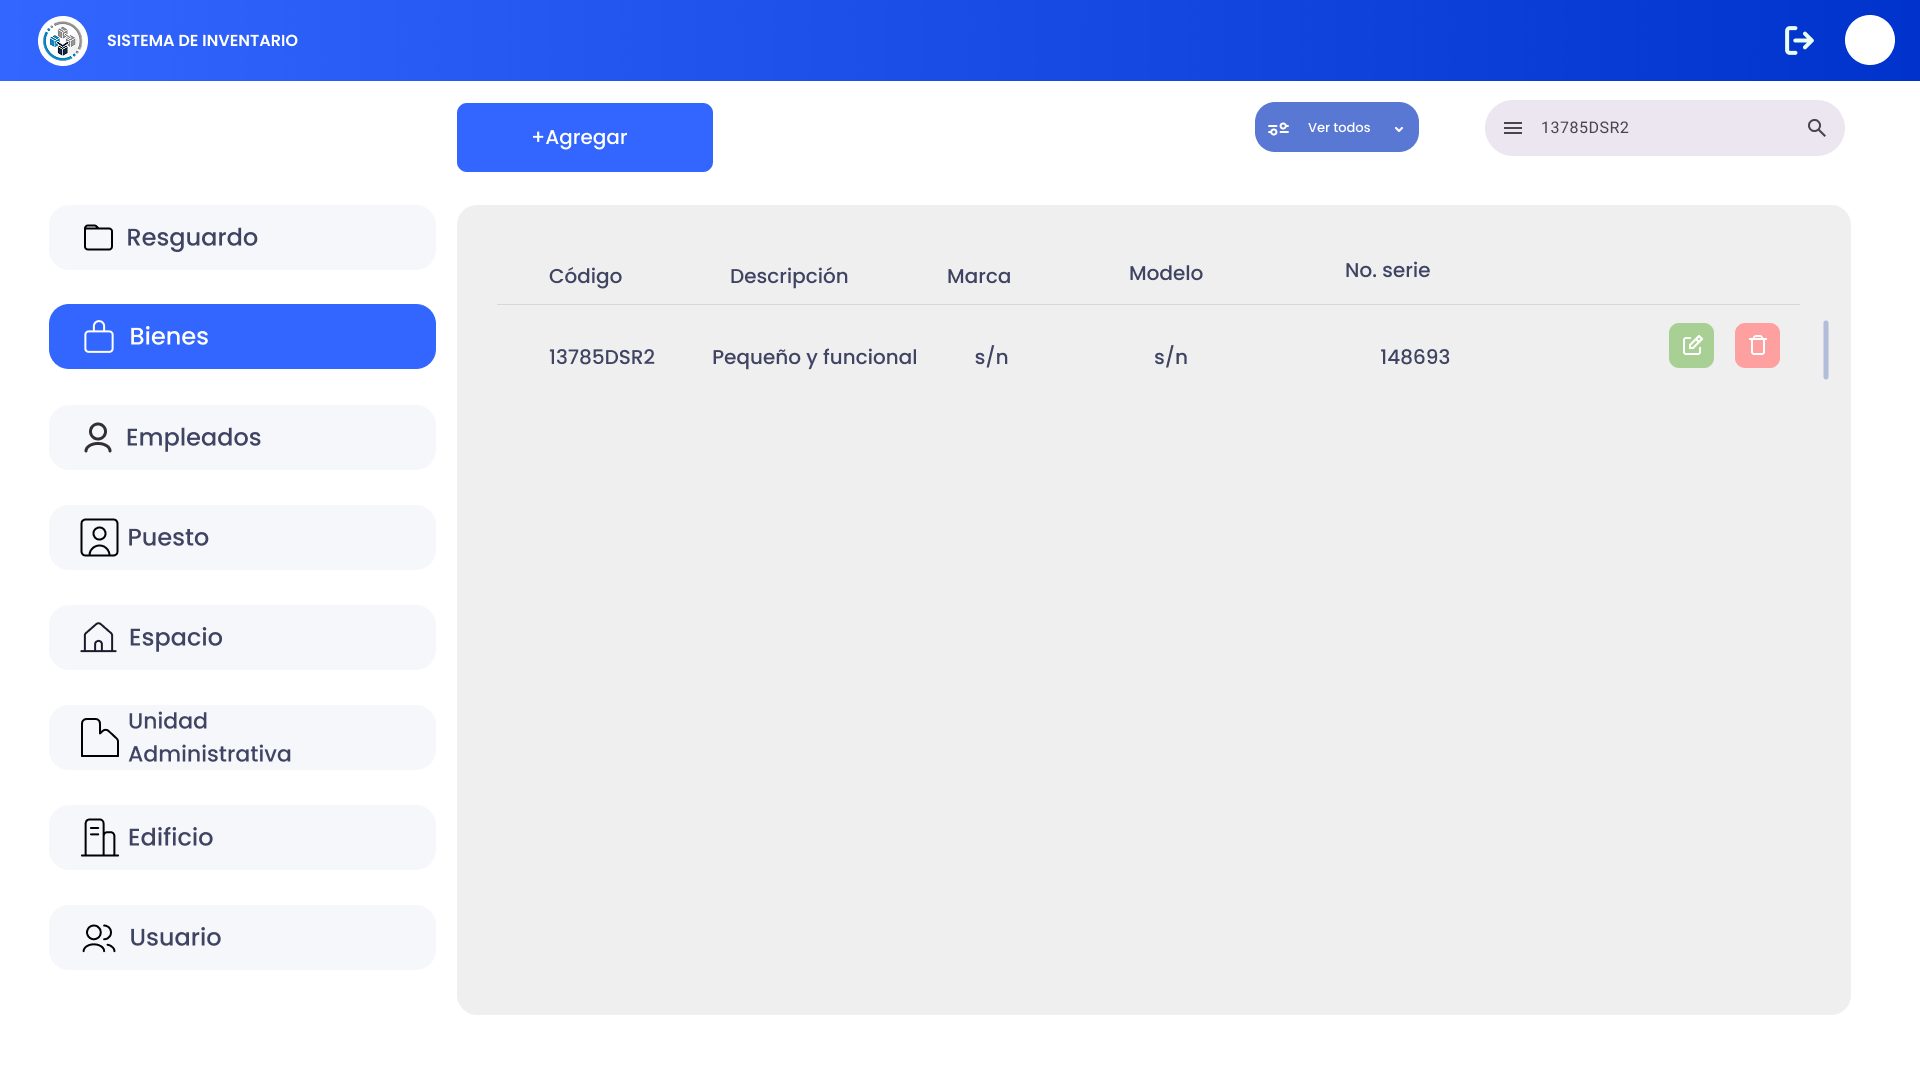 SISTEMA DE INVENTARIO
+Agregar
Ver todos
13785DSR2
Resguardo
Bienes
Empleados
Puesto
Espacio
Unidad
Administrativa
Edificio
Usuario
Código Descripción Marca Modelo No. serie
13785DSR2 Pequeño y funcional s/n s/n 148693